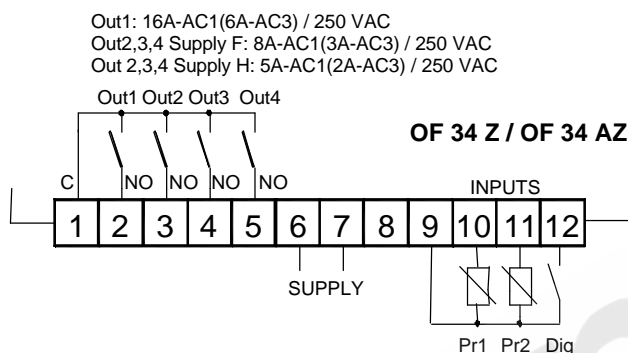 Out1: 16A-AC1(6A-AC3) / 250 VAC
Out2,3,4 Supply F: 8A-AC1(3A-AC3) / 250 VAC
Out 2,3,4 Supply H: 5A-AC1(2A-AC3) / 250 VAC
Out1 Out2 Out3 Out4
OF 34 Z / OF 34 AZ
C NO NO NO NO INPUTS
1 2 3 4 5 6 7 8 9 10 11 12
SUPPLY
Pr1 Pr2 Dig